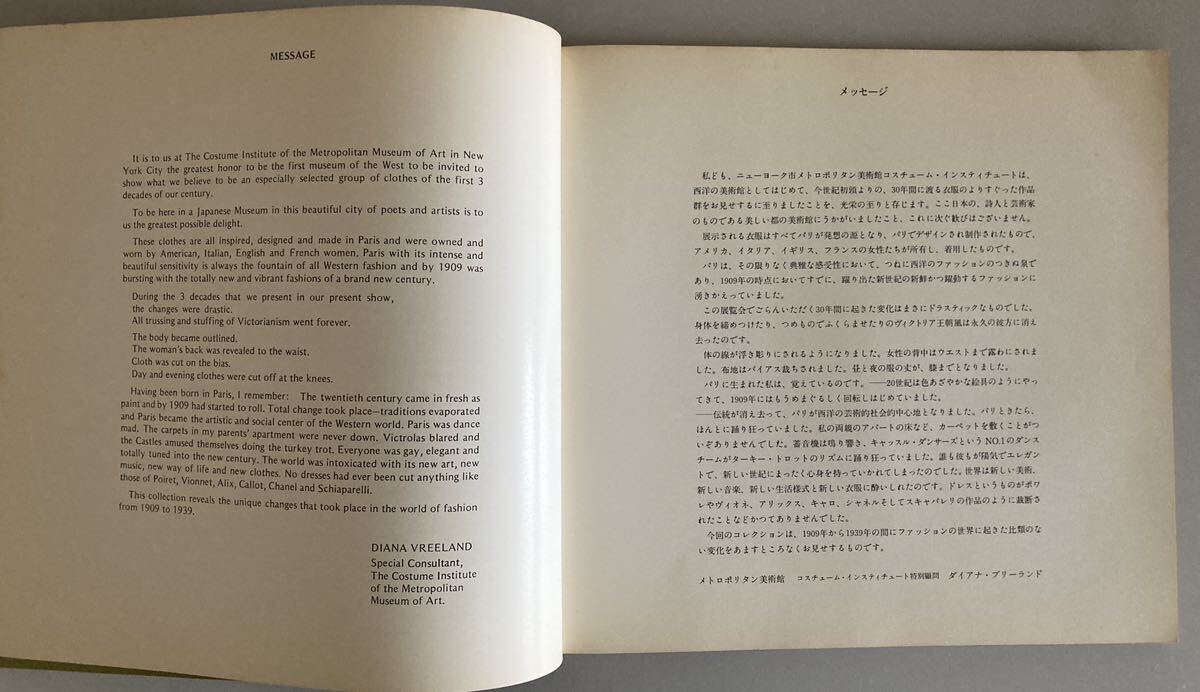 MESSAGE
It is to us at The Costume Institute of the Metropolitan Museum of Art in New
York City the greatest honor to be the first museum of the West to be invited to
show what we believe to be an especially selected group of clothes of the first 3
decades of our century.
To be here in a Japanese Museum in this beautiful city of poets and artists is to
us the greatest possible delight.
These clothes are all inspired, designed and made in Paris and were owned and
worn by American, Italian, English and French women. Paris with its intense and
beautiful sensitivity is always the fountain of all Western fashion and by 1909 was
bursting with the totally new and vibrant fashions of a brand new century.
During the 3 decades that we present in our present show,
the changes were drastic.
All trussing and stuffing of Victorianism went forever.
The body became outlined.
The woman's back was revealed to the waist.
Cloth was cut on the bias.
Day and evening clothes were cut off at the knees.
Having been born in Paris, I remember: The twentieth century came in fresh as
paint and by 1909 had started to roll. Total change took place—traditions evaporated
and Paris became the artistic and social center of the Western world. Paris was dance
mad. The carpets in my parents' apartment were never down. Victrolas blared and
the Castles amused themselves doing the turkey trot. Everyone was gay, elegant and
totally tuned into the new century. The world was intoxicated with its new art, new
music, new way of life and new clothes. No dresses had ever been cut anything like
those of Poiret, Vionnet, Alix, Callot, Chanel and Schiaparelli.
This collection reveals the unique changes that took place in the world of fashion
from 1909 to 1939.
DIANA VREELAND
Special Consultant,
The Costume Institute
of the Metropolitan
Museum of Art.
メッセージ
私ども、ニューヨーク市メトロポリタン美術館コスチューム・インスティチュートは、
西洋の美術館としてはじめて、今世紀初頭よりの、30年間に渡る衣服のよりすぐった作品
群をお見せするに至りましたことを、光栄の至りと存じます。ここ日本の、詩人と芸術家
のものである美しい都の美術館にうかがいましたこと、これに次ぐ歓びはございません。
展示される衣服はすべてパリが発想の源となり、パリでデザインされ制作されたもので、
アメリカ、イタリア、イギリス、フランスの女性たちが所有し、着用したものです。
パリは、その限りなく典雅な感受性において、つねに西洋のファッションのつきぬ泉で
あり、1909年の時点においてすでに、躍り出た新世紀の新鮮かつ躍動するファッションに
湧きかえっていました。
この展覧会でごらんいただく30年間に起きた変化はまさにドラスティックなものでした。
身体を締めつけたり、つめものでふくらませたりのヴィクトリア王朝風は永久の彼方に消え
去ったのです。
体の線が浮き彫りにされるようになりました。女性の背中はウエストまで露わにされま
した。布地はバイアス裁ちされました。昼と夜の服の丈が、膝までとなりました。
パリに生まれた私は、覚えているのです。——20世紀は色あざやかな絵具のようにやっ
てきて、1909年にはもうめまぐるしく回転しはじめていました。
——伝統が消え去って、パリが西洋の芸術的社会的中心地となりました。パリときたら、
ほんとに踊り狂っていました。私の両親のアパートの床など、カーペットを敷くことがつ
いぞありませんでした。蓄音機は鳴り響き、キャッスル・ダンサーズというNO.1のダンス
チームがターキー・トロットのリズムに踊り狂っていました。誰も彼もが陽気でエレガン
トで、新しい世紀にまったく心身を持っていかれてしまったのでした。世界は新しい美術、
新しい音楽、新しい生活様式と新しい衣服に酔いしれたのです。ドレスというものがポワ
レやヴィオネ、アリックス、キャロ、シャネルそしてスキャパレリの作品のように裁断さ
れたことなどかつてありませんでした。
今回のコレクションは、1909年から1939年の間にファッションの世界に起きた比類のな
い変化をあますところなくお見せするものです。
メトロポリタン美術館 コスチューム・インスティチュート特別顧問 ダイアナ・ブリーランド